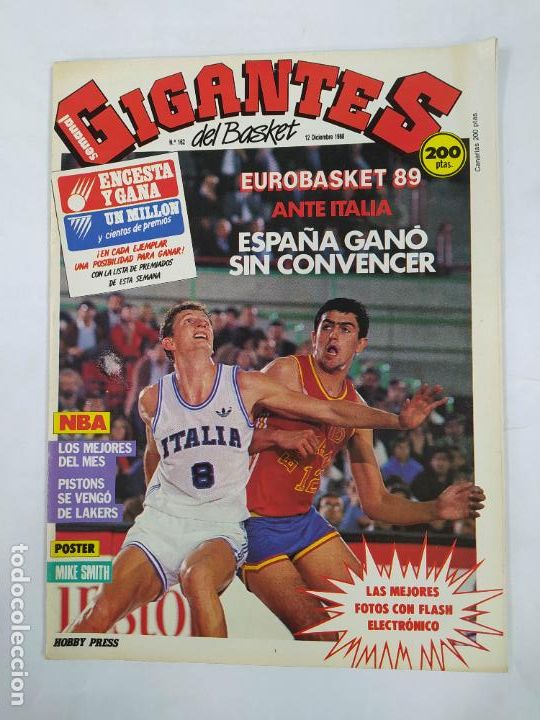 GIGANTES
semanal
del Basket
N.º 162
12 Diciembre 1988
200
ptas.
Canarias 200 ptas.
ENCESTA
Y GANA
UN MILLON
y cientos de premios
¡EN CADA EJEMPLAR
UNA POSIBILIDAD PARA GANAR!
CON LA LISTA DE PREMIADOS
DE ESTA SEMANA
EUROBASKET 89
ANTE ITALIA
ESPAÑA GANÓ
SIN CONVENCER
ITALIA
8
12
NBA
LOS MEJORES
DEL MES
PISTONS
SE VENGÓ
DE LAKERS
POSTER
MIKE SMITH
LAS MEJORES
FOTOS CON FLASH
ELECTRÓNICO
HOBBY PRESS
todocoleccion.net